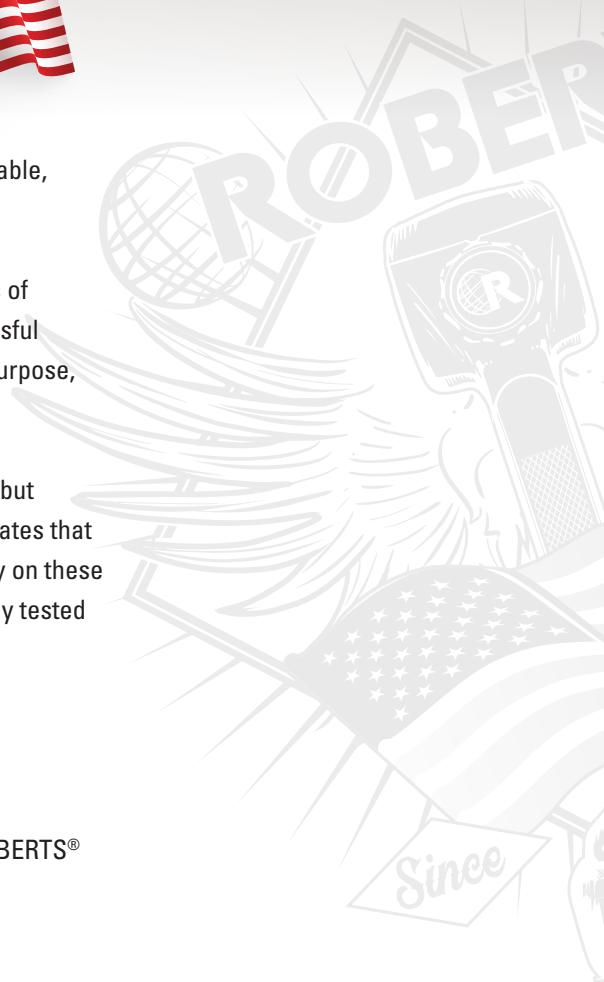 able,
of
sful
urpose,
but
ates that
y on these
y tested
BERTS®
ROBER
R
Since